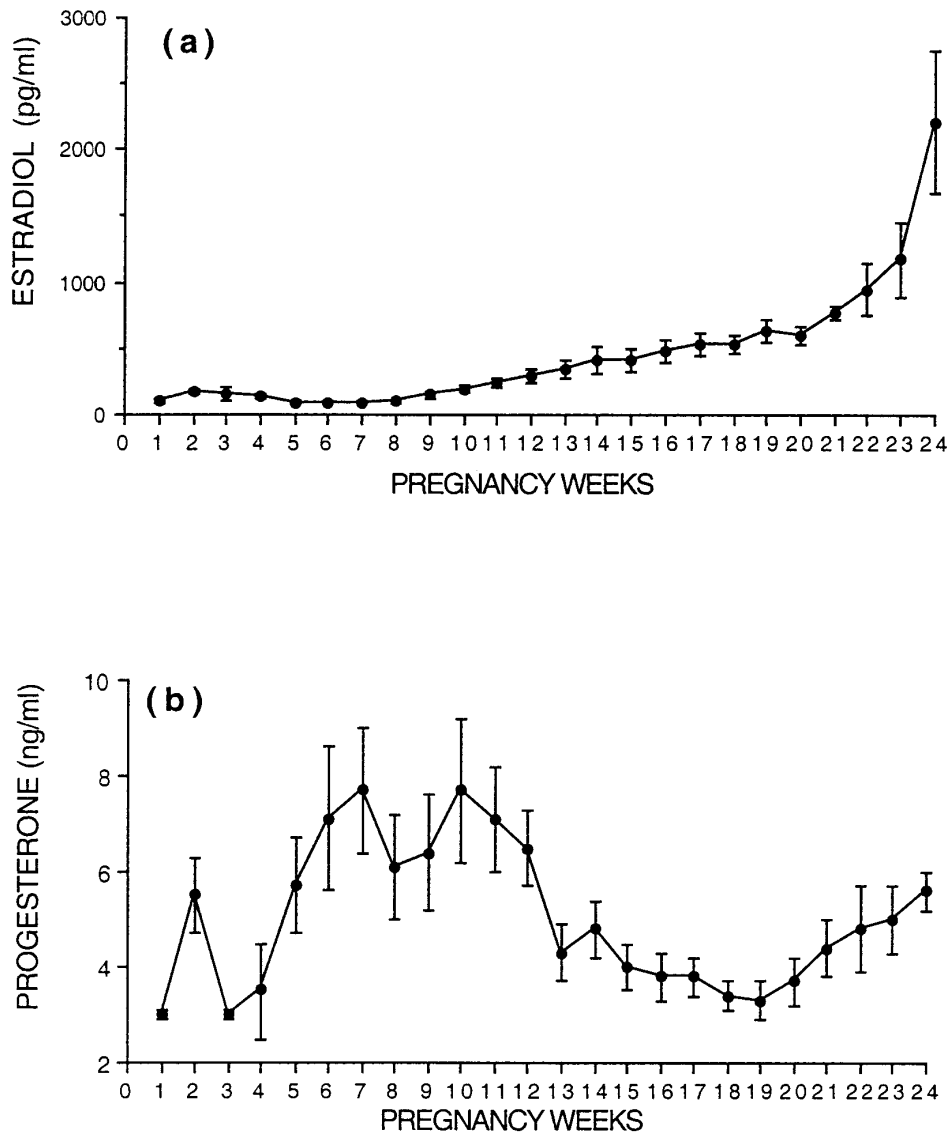 (a)
ESTRADIOL (pg/ml)
3000
2000
1000
0
0 1 2 3 4 5 6 7 8 9 10 11 12 13 14 15 16 17 18 19 20 21 22 23 24
PREGNANCY WEEKS
(b)
PROGESTERONE (ng/ml)
10
8
6
4
2
0 1 2 3 4 5 6 7 8 9 10 11 12 13 14 15 16 17 18 19 20 21 22 23 24
PREGNANCY WEEKS